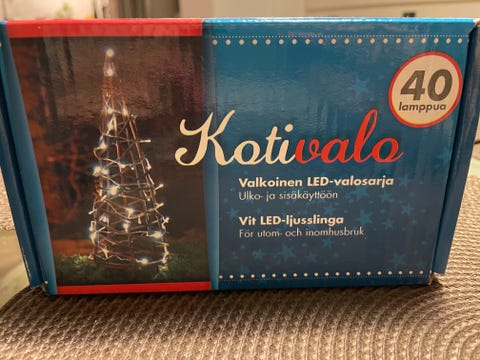 40
lamppua
Kotivalo
Valkoinen LED-valosarja
Ulko- ja sisäkäyttöön
Vit LED-ljusslinga
För utom- och inomhusbruk